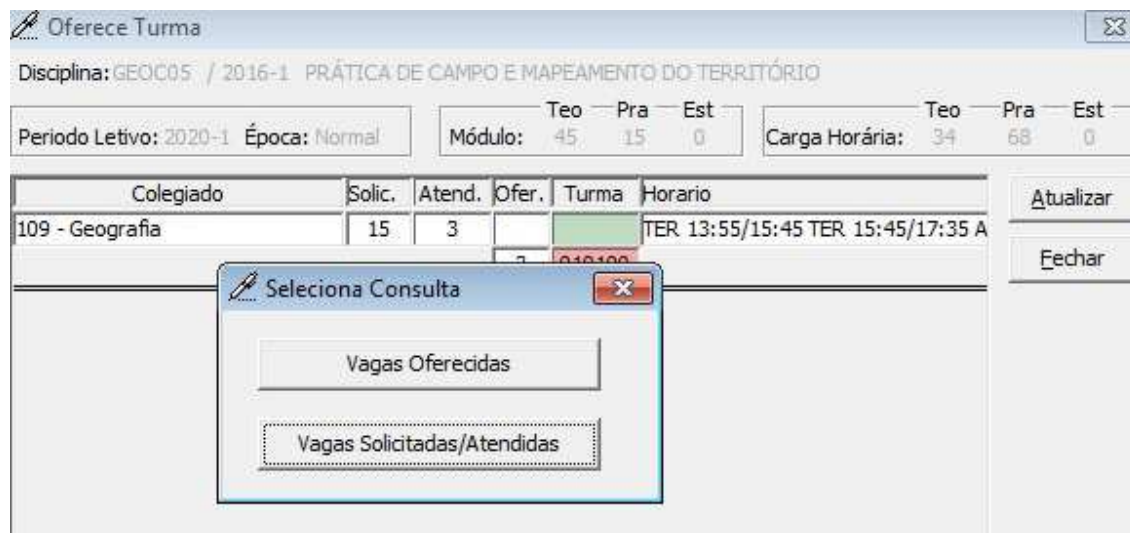 Oferece Turma
Disciplina: GEOC05 / 2016-1 PRÁTICA DE CAMPO E MAPEAMENTO DO TERRITÓRIO
Teo Pra Est Teo Pra Est
Periodo Letivo: 2020-1 Época: Normal Módulo: 45 15 0 Carga Horária: 34 68 0
Colegiado Solic. Atend. Ofer. Turma Horario
109 - Geografia 15 3 TER 13:55/15:45 TER 15:45/17:35 A
Atualizar
Fechar
Seleciona Consulta
Vagas Oferecidas
Vagas Solicitadas/Atendidas